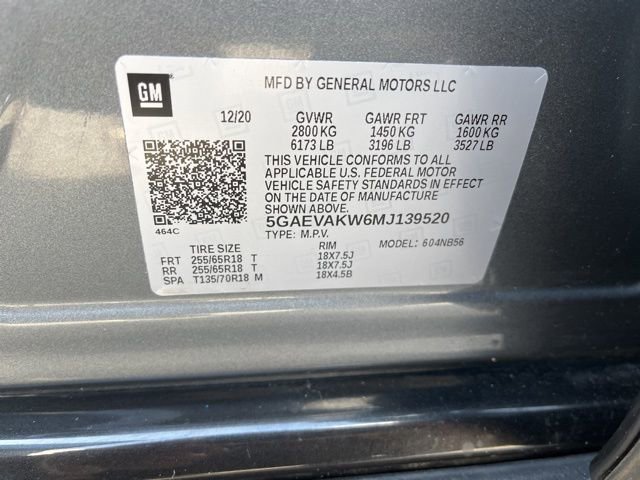 GM
MFD BY GENERAL MOTORS LLC
12/20 GVWR GAWR FRT GAWR RR
2800 KG 1450 KG 1600 KG
6173 LB 3196 LB 3527 LB
THIS VEHICLE CONFORMS TO ALL
APPLICABLE U.S. FEDERAL MOTOR
VEHICLE SAFETY STANDARDS IN EFFECT
ON THE DATE OF MANUFACTURE
SHOWN ABOVE.
464C
5GAEVAKW6MJ139520
TYPE: M.P.V. MODEL: 604NB56
TIRE SIZE RIM
FRT 255/65R18 T 18X7.5J
RR 255/65R18 T 18X7.5J
SPA T135/70R18 M 18X4.5B